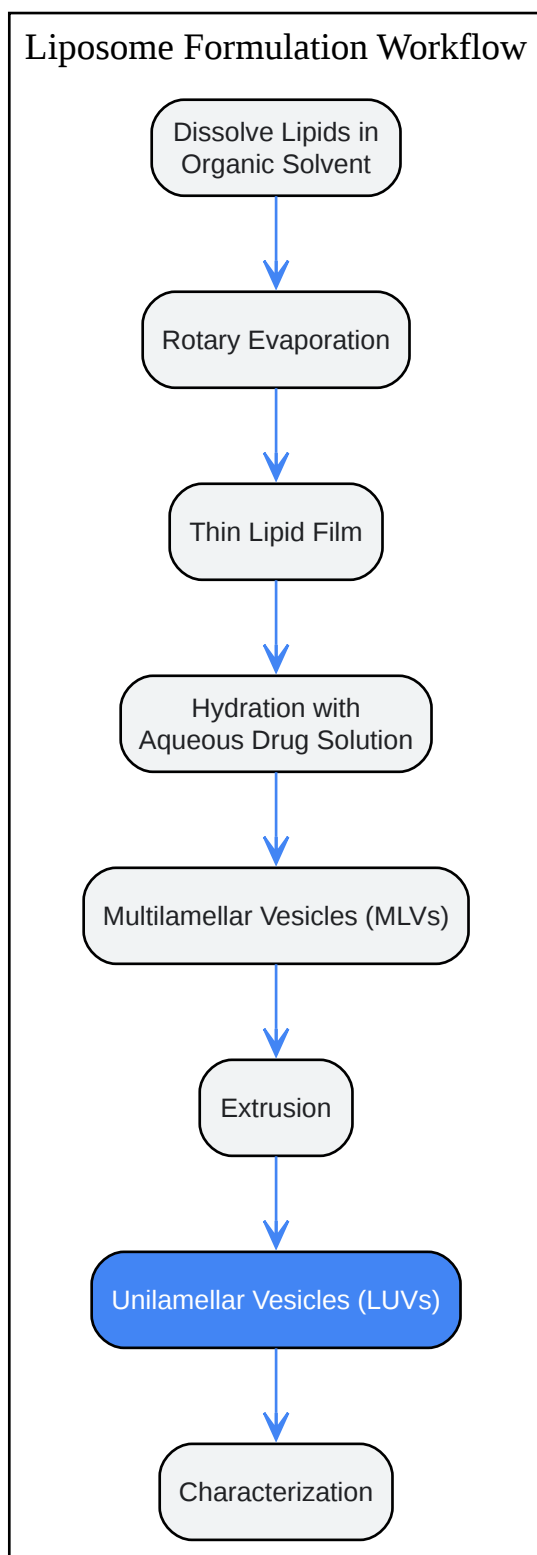 Liposome Formulation Workflow
Dissolve Lipids in
Organic Solvent
Rotary Evaporation
Thin Lipid Film
Hydration with
Aqueous Drug Solution
Multilamellar Vesicles (MLVs)
Extrusion
Unilamellar Vesicles (LUVs)
Characterization